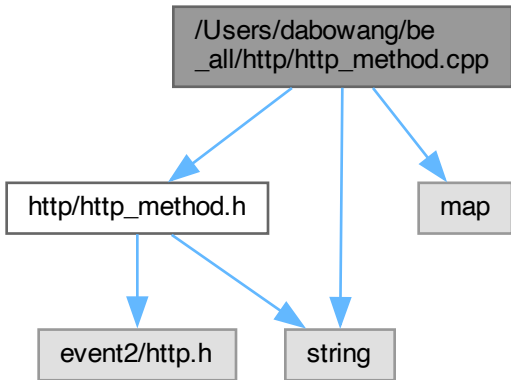 /Users/dabowang/be
_all/http/http_method.cpp
http/http_method.h
map
event2/http.h
string